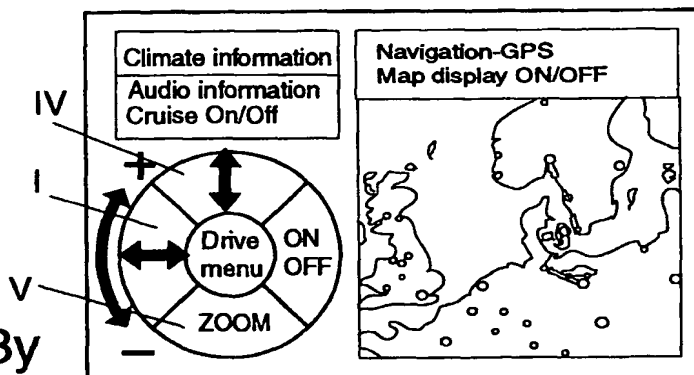 Climate information
Audio information
Cruise On/Off
Navigation-GPS
Map display ON/OFF
IV
+
I
Drive
menu
ON
OFF
V
ZOOM
−
By